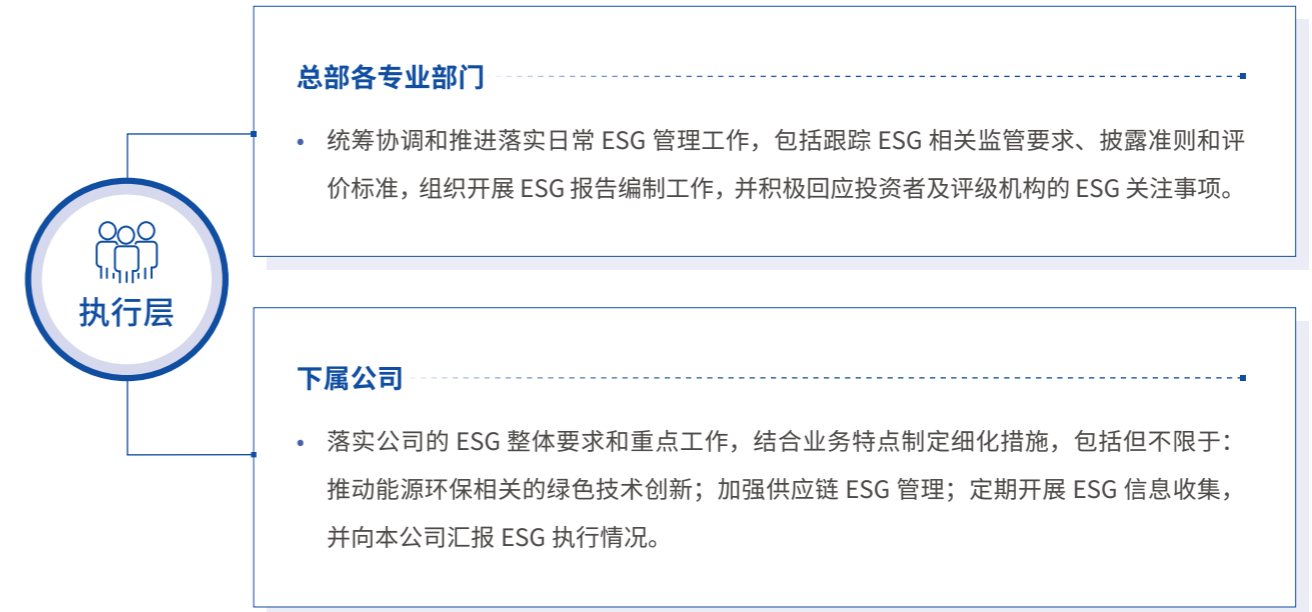 执行层
总部各专业部门
• 统筹协调和推进落实日常 ESG 管理工作，包括跟踪 ESG 相关监管要求、披露准则和评
价标准，组织开展 ESG 报告编制工作，并积极回应投资者及评级机构的 ESG 关注事项。
下属公司
• 落实公司的 ESG 整体要求和重点工作，结合业务特点制定细化措施，包括但不限于：
推动能源环保相关的绿色技术创新；加强供应链 ESG 管理；定期开展 ESG 信息收集，
并向本公司汇报 ESG 执行情况。